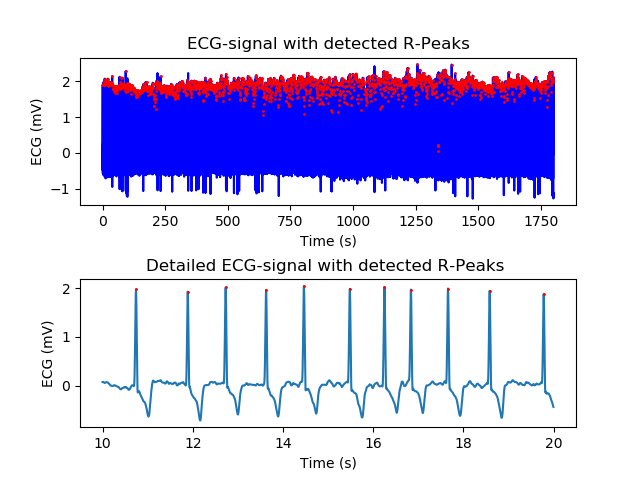 ECG-signal with detected R-Peaks
2
1
0
−1
ECG (mV)
0 250 500 750 1000 1250 1500 1750
Time (s)
Detailed ECG-signal with detected R-Peaks
2
1
0
ECG (mV)
10 12 14 16 18 20
Time (s)